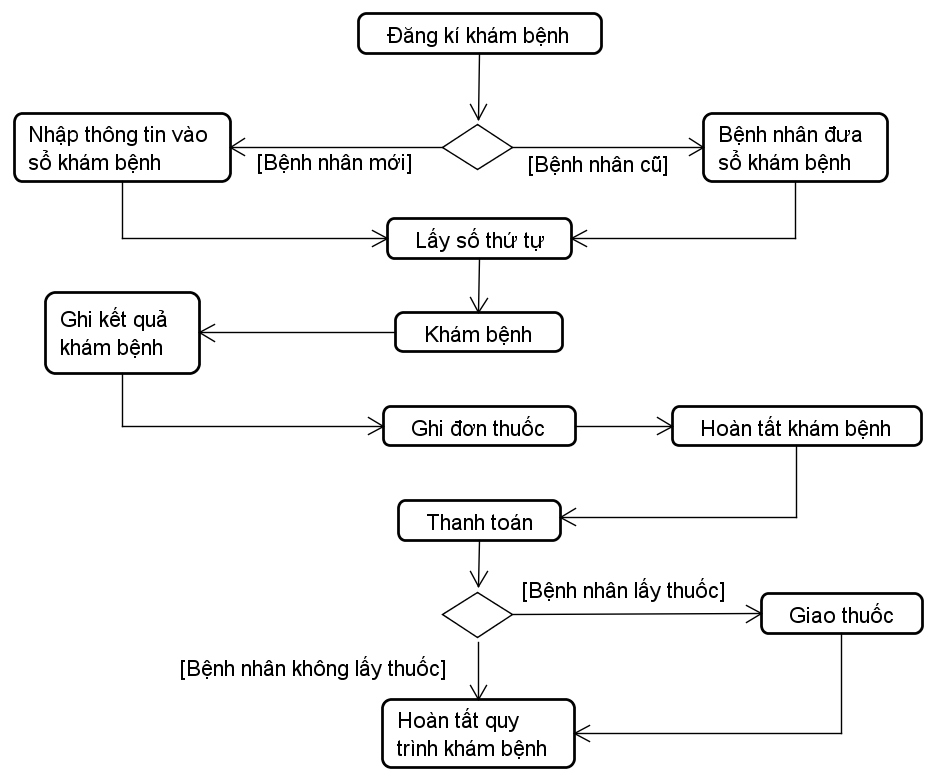 Đăng kí khám bệnh
Nhập thông tin vào
sổ khám bệnh
[Bệnh nhân mới]
[Bệnh nhân cũ]
Bệnh nhân đưa
sổ khám bệnh
Lấy số thứ tự
Khám bệnh
Ghi kết quả
khám bệnh
Ghi đơn thuốc
Hoàn tất khám bệnh
Thanh toán
[Bệnh nhân lấy thuốc]
Giao thuốc
[Bệnh nhân không lấy thuốc]
Hoàn tất quy
trình khám bệnh